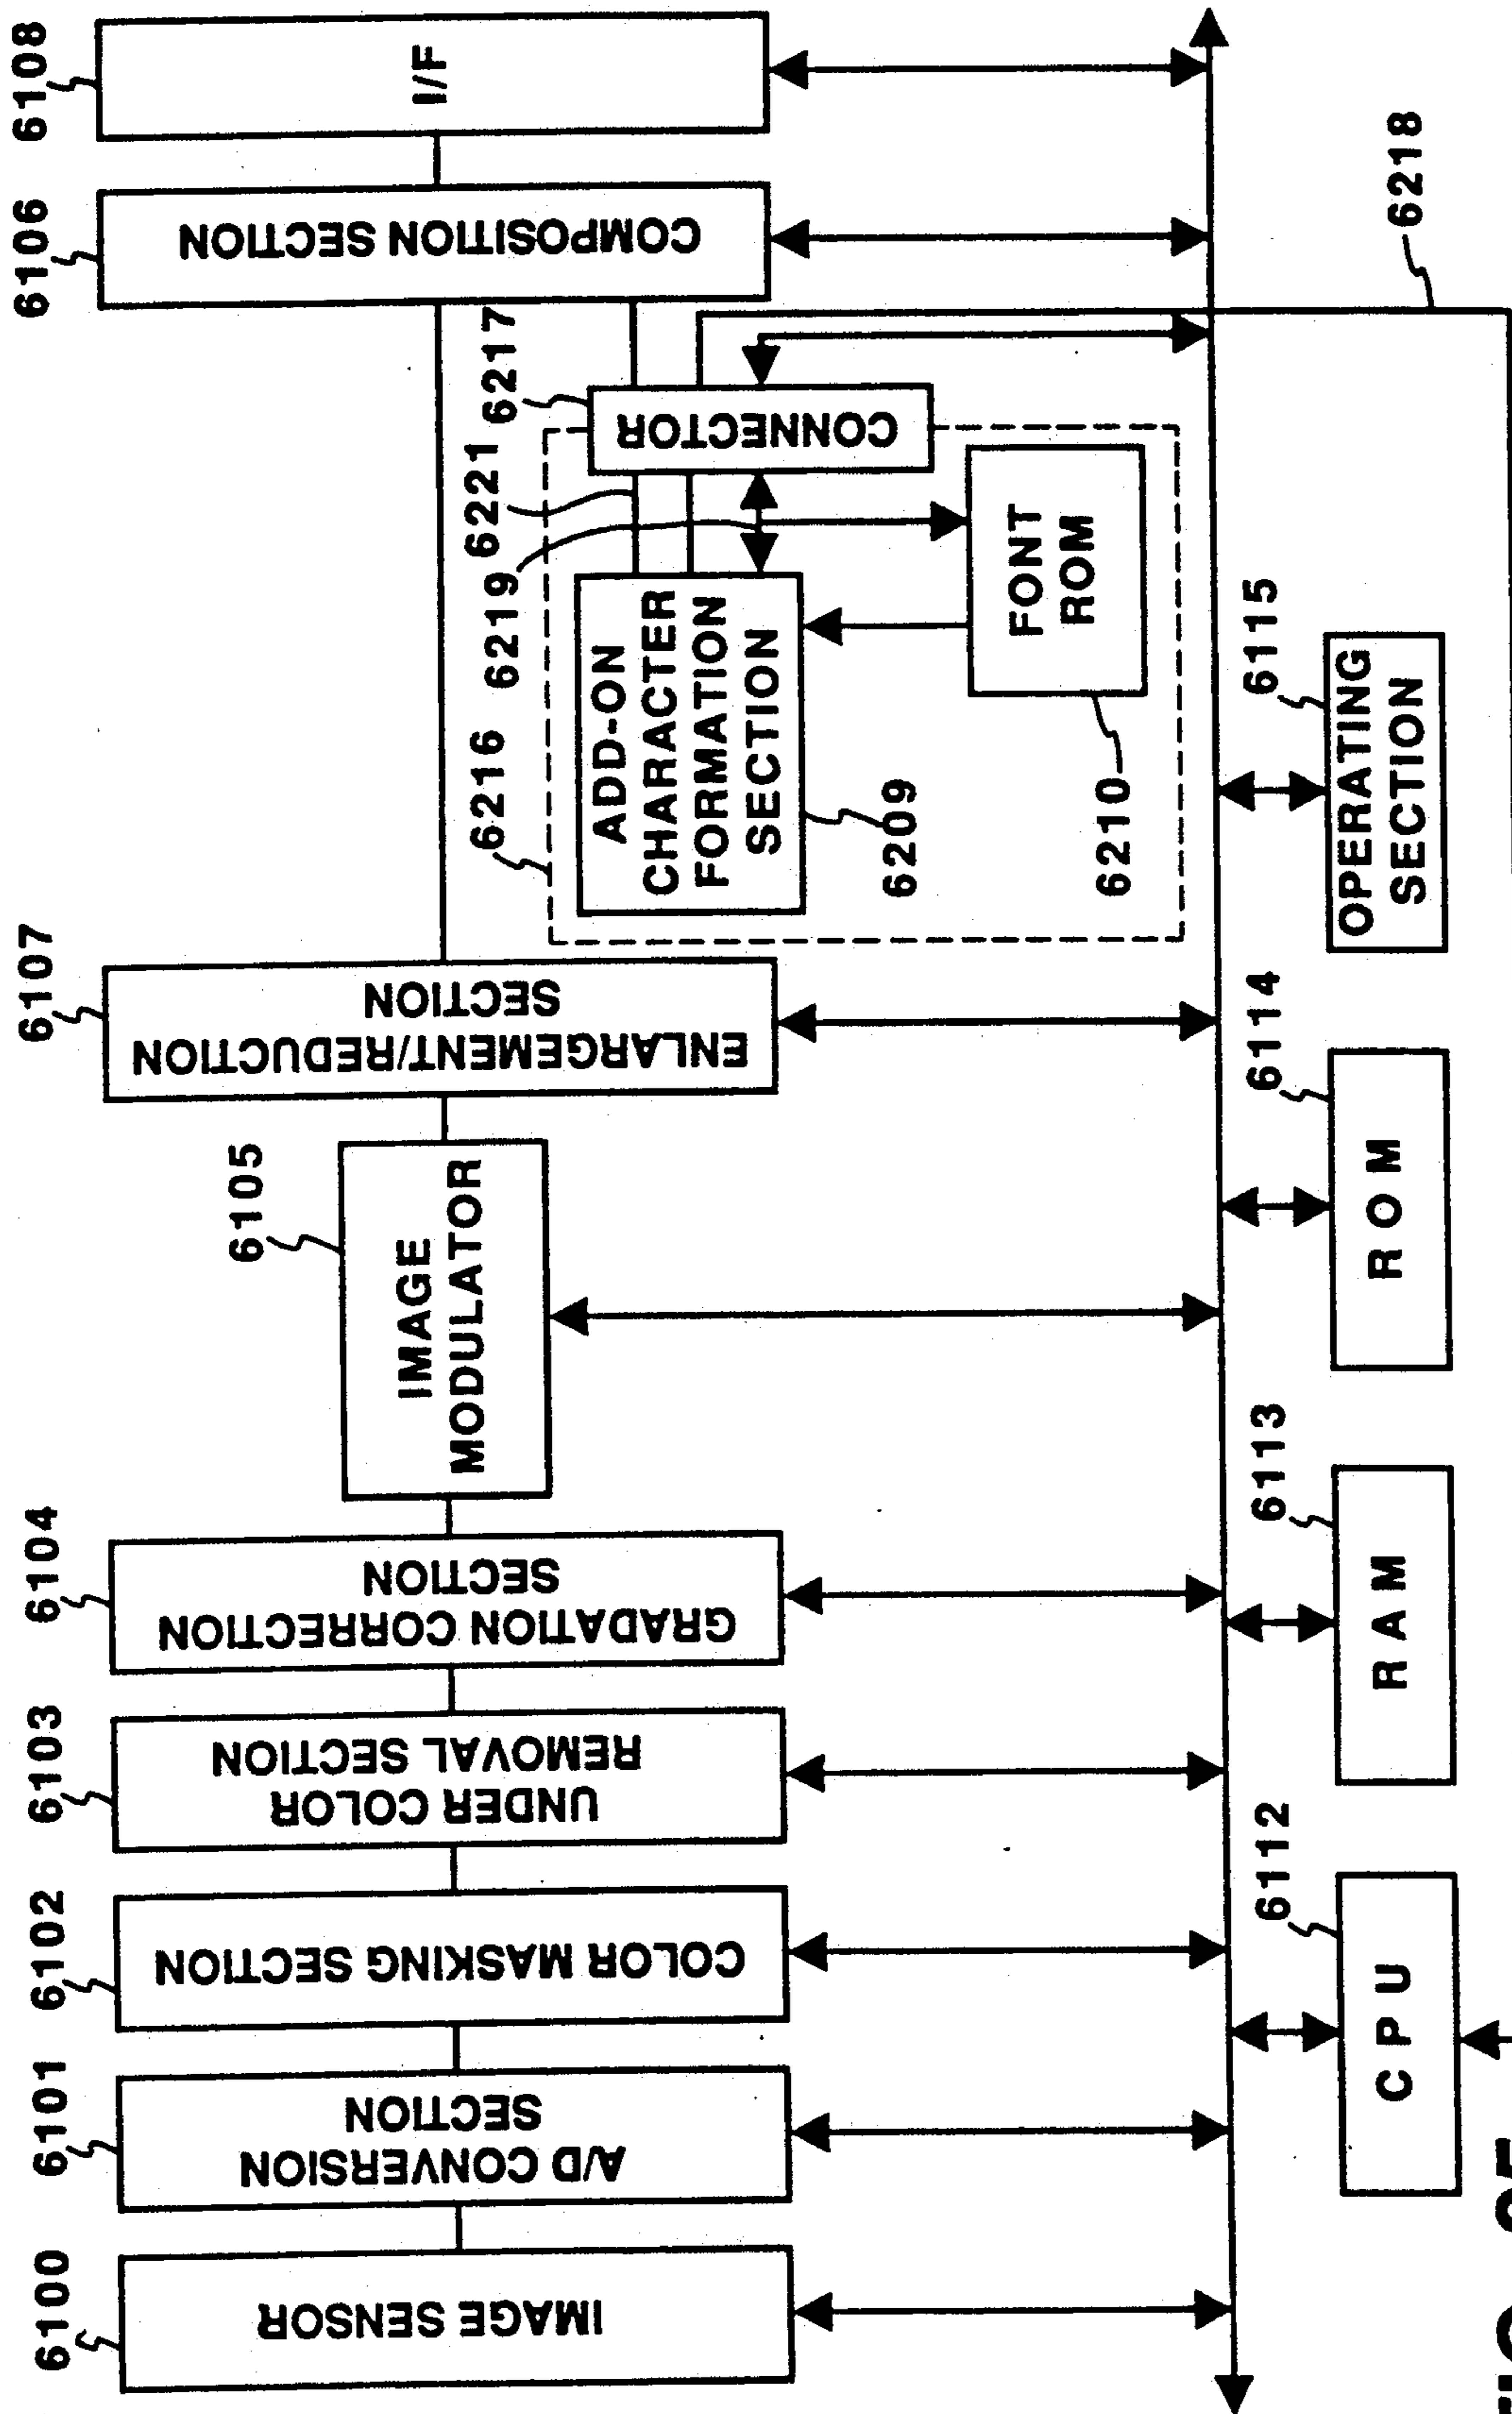 6100
IMAGE SENSOR
6101
A/D CONVERSION
SECTION
6102
COLOR MASKING SECTION
6103
UNDER COLOR
REMOVAL SECTION
6104
GRADATION CORRECTION
SECTION
6105
IMAGE
MODULATOR
6107
ENLARGEMENT/REDUCTION
SECTION
6106
COMPOSITION SECTION
6108
I/F
6216
6219
6221
6217
ADD-ON
CHARACTER
FORMATION
SECTION
6209
CONNECTOR
FONT
ROM
6210
6218
6112
CPU
6113
RAM
6114
ROM
6115
OPERATING
SECTION